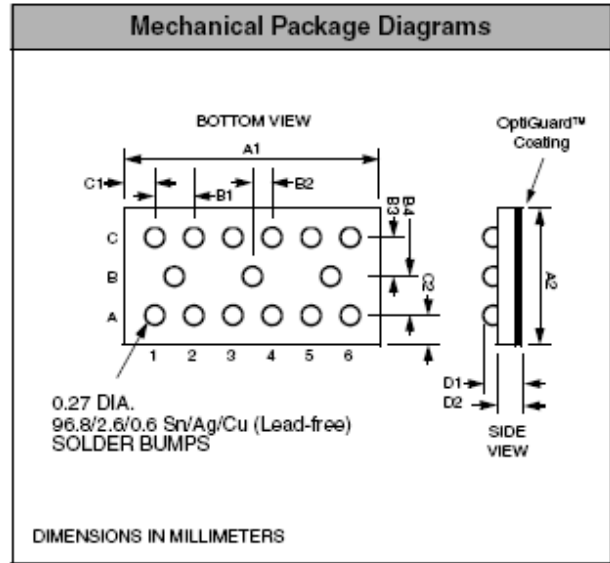 Mechanical Package Diagrams
BOTTOM VIEW
OptiGuard™
Coating
A1
C1
B1
B2
B3
B4
C
B
A
C2
A2
1 2 3 4 5 6
D1
D2
0.27 DIA.
96.8/2.6/0.6 Sn/Ag/Cu (Lead-free)
SOLDER BUMPS
SIDE
VIEW
DIMENSIONS IN MILLIMETERS